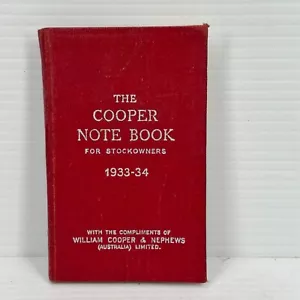 THE
COOPER
NOTE BOOK
FOR STOCKOWNERS
1933-34
WITH THE COMPLIMENTS OF
WILLIAM COOPER & NEPHEWS
(AUSTRALIA) LIMITED.